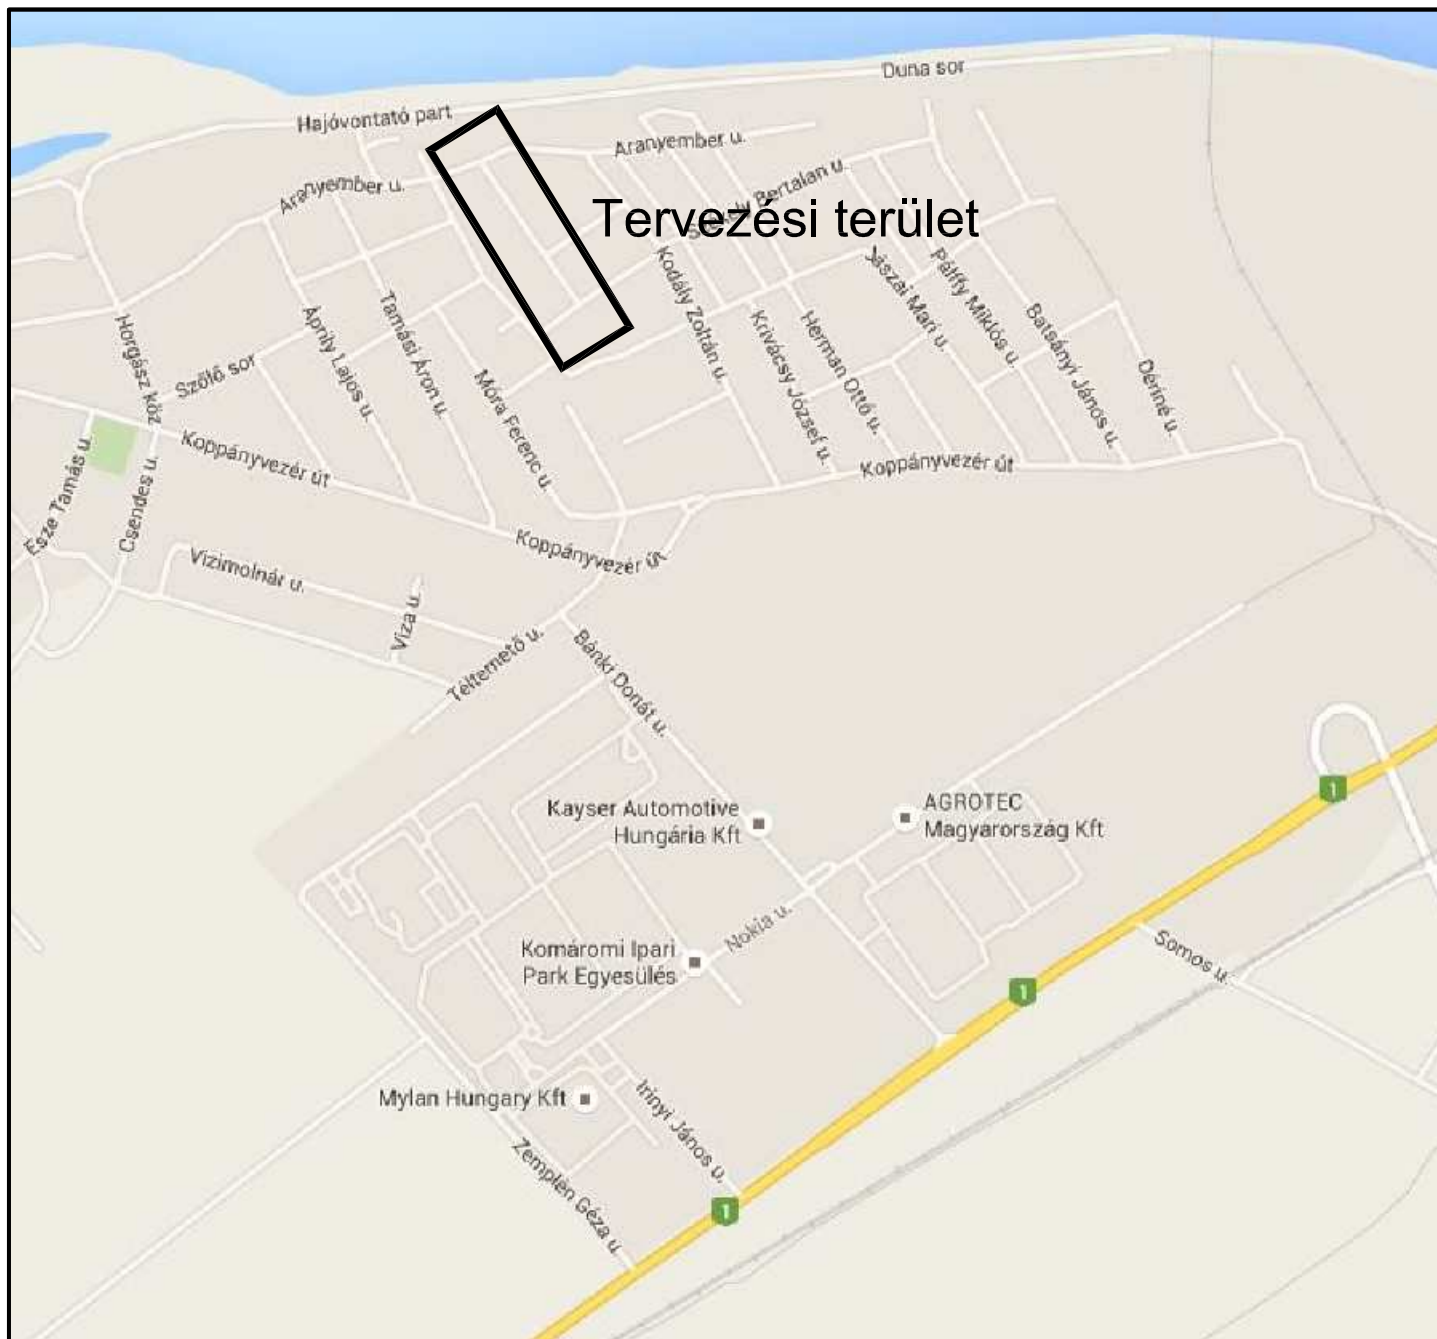 Duna sor
Hajóvontató part
Aranyember u.
Aranyember u.
Székely Bertalan u.
Tervezési terület
Kodály Zoltán u.
Jászai Mari u.
Pálffy Miklós u.
Batsányi János u.
Dériné u.
Horgász köz
Áprily Lajos u.
Tamási Áron u.
Krivácsy József u.
Herman Ottó u.
Szőlő sor
Móra Ferenc u.
Koppányvezér út
Koppányvezér út
Esze Tamás u.
Csendes u.
Koppányvezér út
Vízimolnár u.
Viza u.
Téltemető u.
Bánki Donát u.
Kayser Automotive
Hungária Kft
AGROTEC
Magyarország Kft
1
Nokia u.
Komáromi Ipari
Park Egyesülés
Somos u.
1
Mylan Hungary Kft
Irinyi János u.
Zemplén Géza u.
1